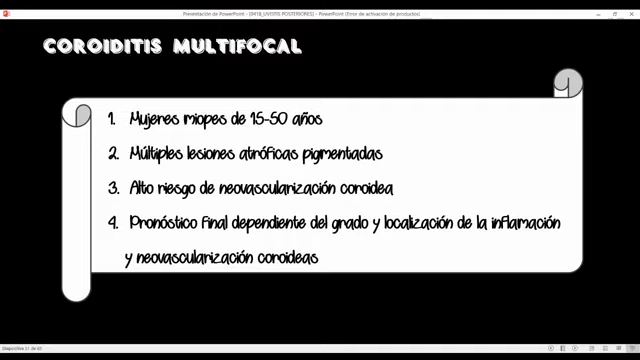 Presentación de PowerPoint - [0418_UVEITIS POSTERIORES] - PowerPoint (Error de activación de productos)
COROIDITIS MULTIFOCAL
1. Mujeres miopes de 15-50 años
2. Múltiples lesiones atróficas pigmentadas
3. Alto riesgo de neovascularización coroidea
4. Pronóstico final dependiente del grado y localización de la inflamación
y neovascularización coroideas